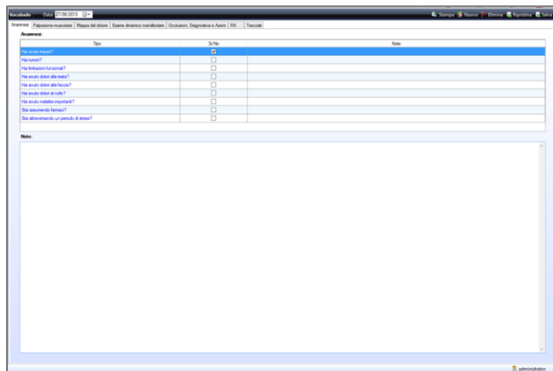 Rocabado Data 21/06/2013 Stampa Nuovo Elimina Ripristina Salva
Anamnesi Palpazione muscolare Mappa del dolore Esame dinamico mandibolare Occlusioni, Diagnostica e Azioni RX Tracciati
Anamnesi:
Tipo Si/No Note
Hai avuto traumi?
Hai rumori?
Hai limitazioni funzionali?
Hai avuto dolori alla testa?
Hai avuto dolori alla faccia?
Hai avuto dolori al collo?
Hai avuto malattie importanti?
Stai assumendo farmaci?
Stai attraversando un periodo di stress?
Note:
administrator